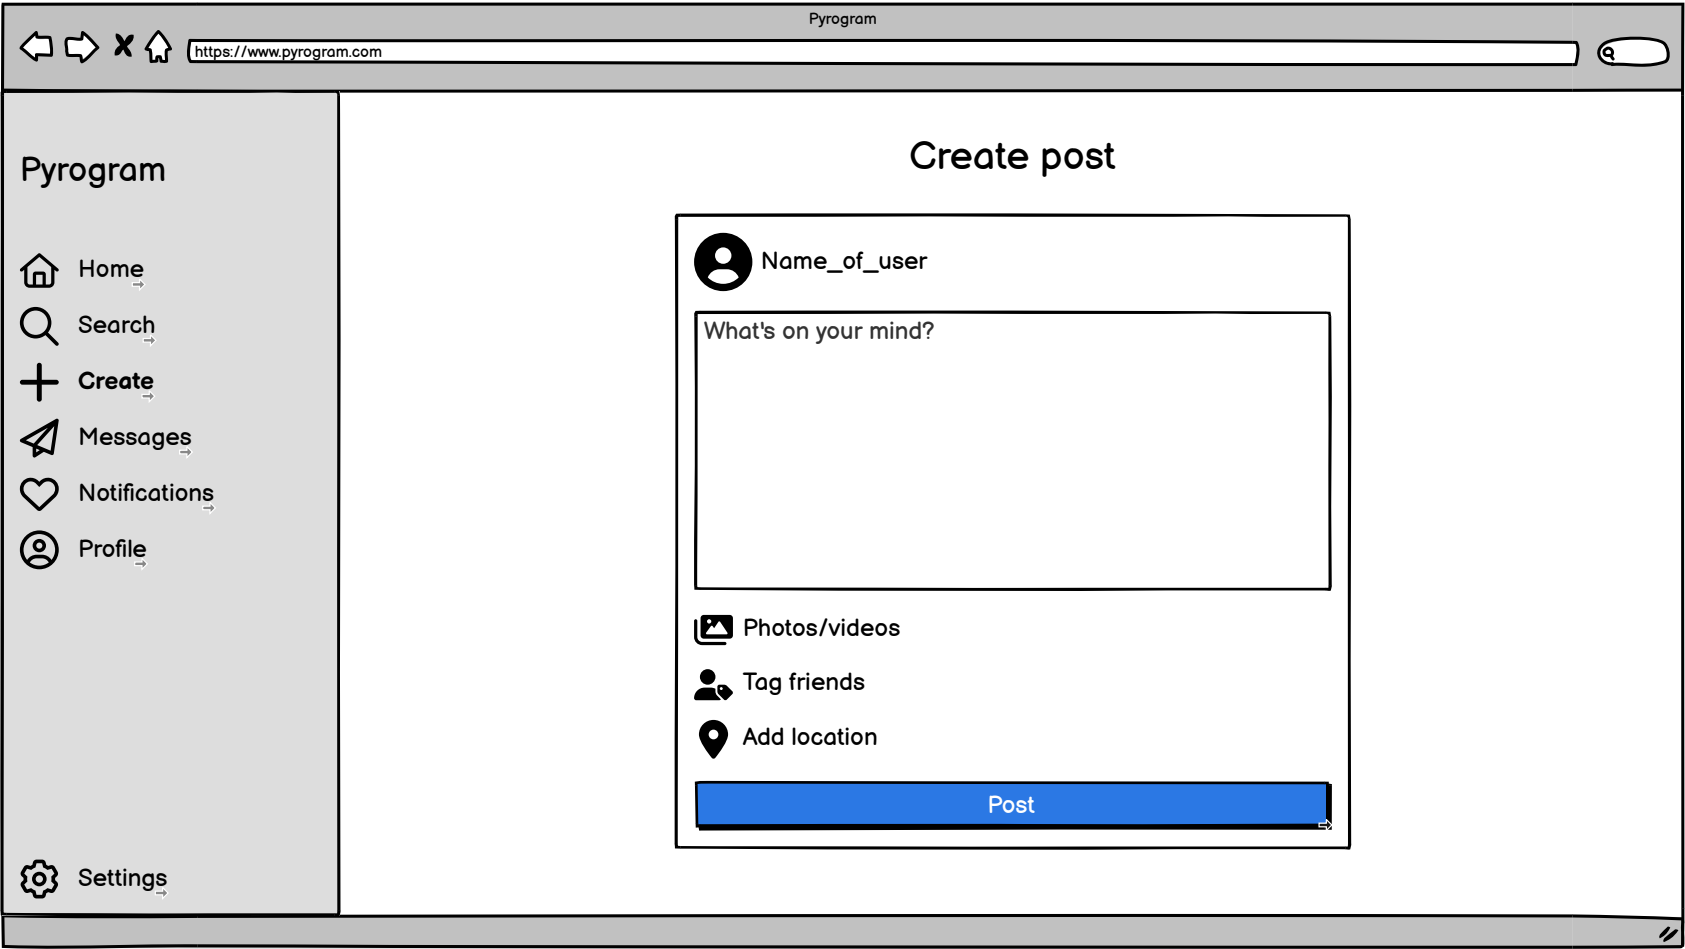 Pyrogram
https://www.pyrogram.com
Pyrogram
Home
Search
Create
Messages
Notifications
Profile
Settings
Create post
Name_of_user
What's on your mind?
Photos/videos
Tag friends
Add location
Post